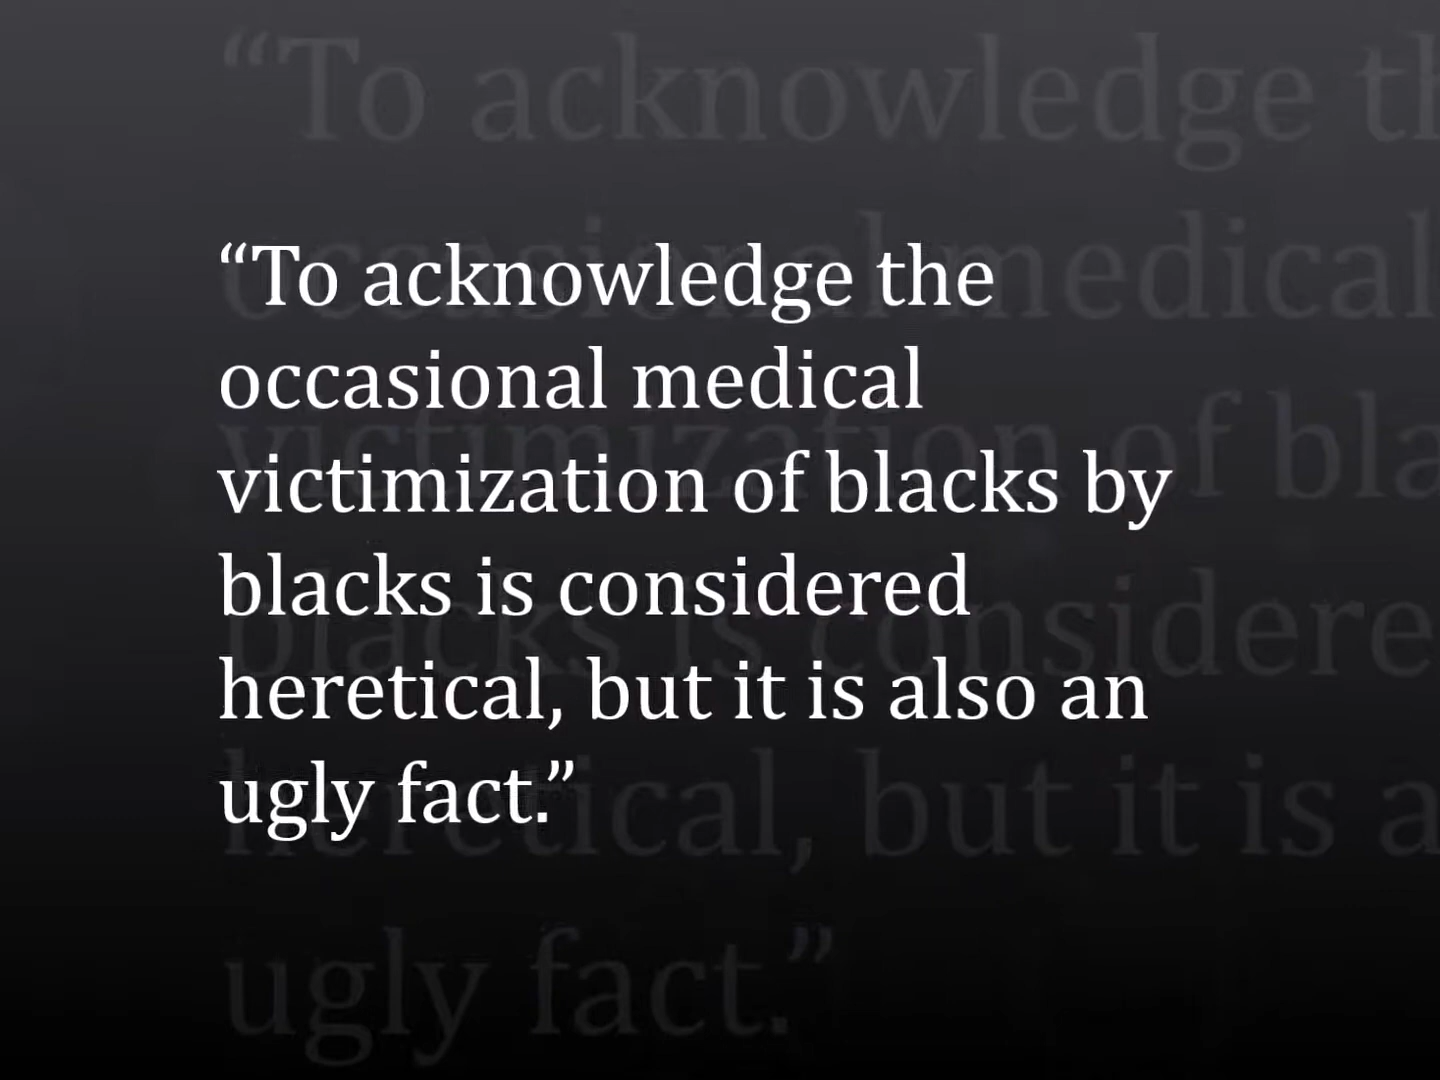 “To acknowledge the
occasional medical
victimization of blacks by
blacks is considered
heretical, but it is also an
ugly fact.”